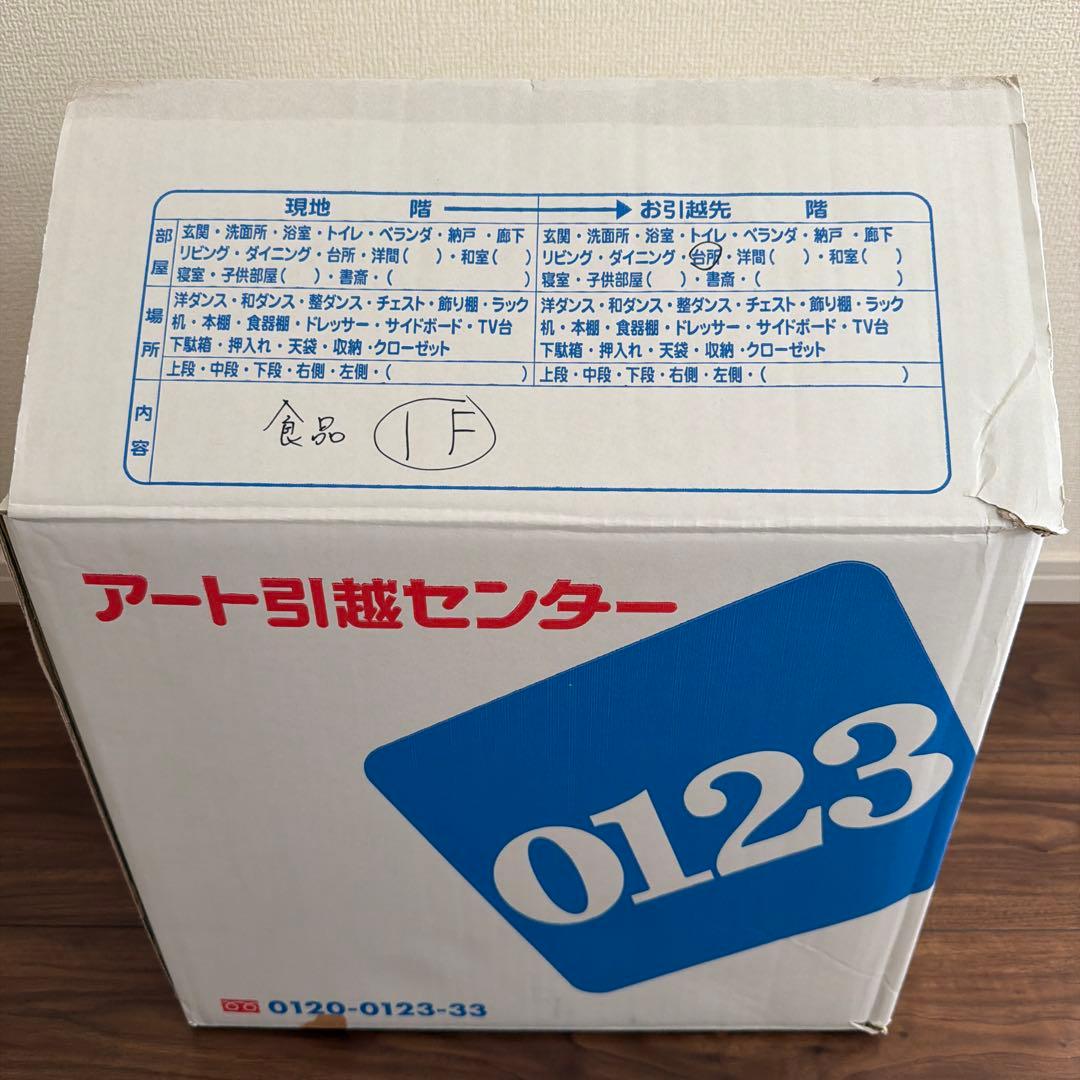 現地 階 お引越先 階
部屋
玄関・洗面所・浴室・トイレ・ベランダ・納戸・廊下
リビング・ダイニング・台所・洋間( )・和室( )
寝室・子供部屋( )・書斎・( )
玄関・洗面所・浴室・トイレ・ベランダ・納戸・廊下
リビング・ダイニング・台所・洋間( )・和室( )
寝室・子供部屋( )・書斎・( )
場所
洋ダンス・和ダンス・整ダンス・チェスト・飾り棚・ラック
机・本棚・食器棚・ドレッサー・サイドボード・TV台
下駄箱・押入れ・天袋・収納・クローゼット
上段・中段・下段・右側・左側・( )
洋ダンス・和ダンス・整ダンス・チェスト・飾り棚・ラック
机・本棚・食器棚・ドレッサー・サイドボード・TV台
下駄箱・押入れ・天袋・収納・クローゼット
上段・中段・下段・右側・左側・( )
内容
食品 1F
アート引越センター
0123
0120-0123-33